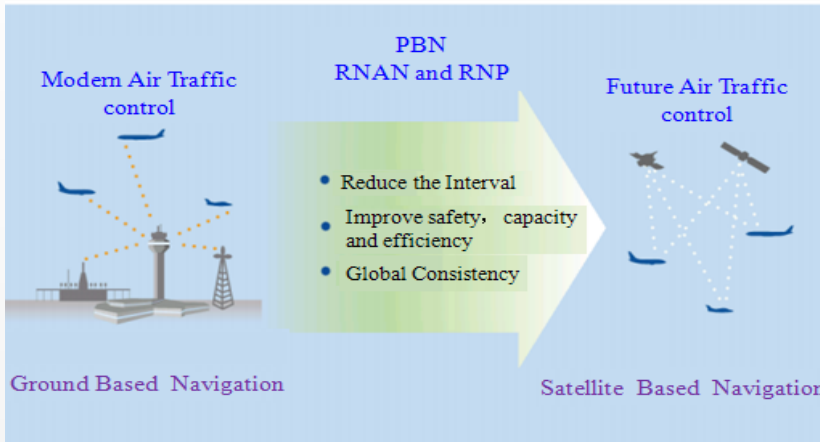 PBN
RNAN and RNP
Modern Air Traffic
control
Future Air Traffic
control
• Reduce the Interval
• Improve safety， capacity
and efficiency
• Global Consistency
Ground Based Navigation
Satellite Based Navigation